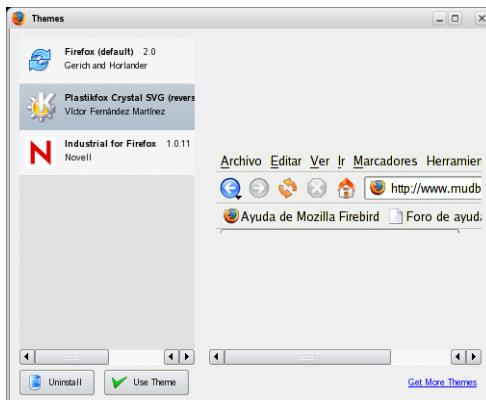 Themes
Firefox (default) 2.0
Gerich and Horlander
Plastikfox Crystal SVG (revers
Víctor Fernández Martínez
Industrial for Firefox 1.0.11
Novell
Archivo Editar Ver Ir Marcadores Herramier
http://www.mudb
Ayuda de Mozilla Firebird Foro de ayuda
Uninstall
Use Theme
Get More Themes